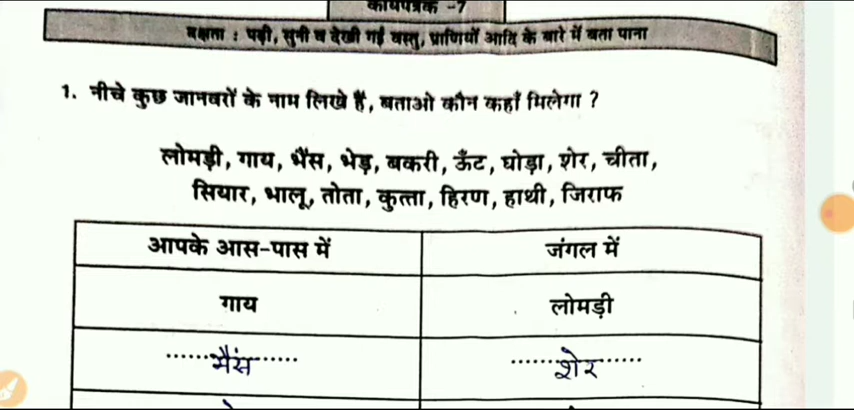 कार्यपत्रक -7
दक्षता : पढ़ी, सुनी व देखी गई वस्तु, प्राणियों आदि के बारे में बता पाना
1. नीचे कुछ जानवरों के नाम लिखे हैं, बताओ कौन कहाँ मिलेगा ?
लोमड़ी, गाय, भैंस, भेड़, बकरी, ऊँट, घोड़ा, शेर, चीता,
सियार, भालू, तोता, कुत्ता, हिरण, हाथी, जिराफ
आपके आस-पास में जंगल में
गाय लोमड़ी
भैंस शेर